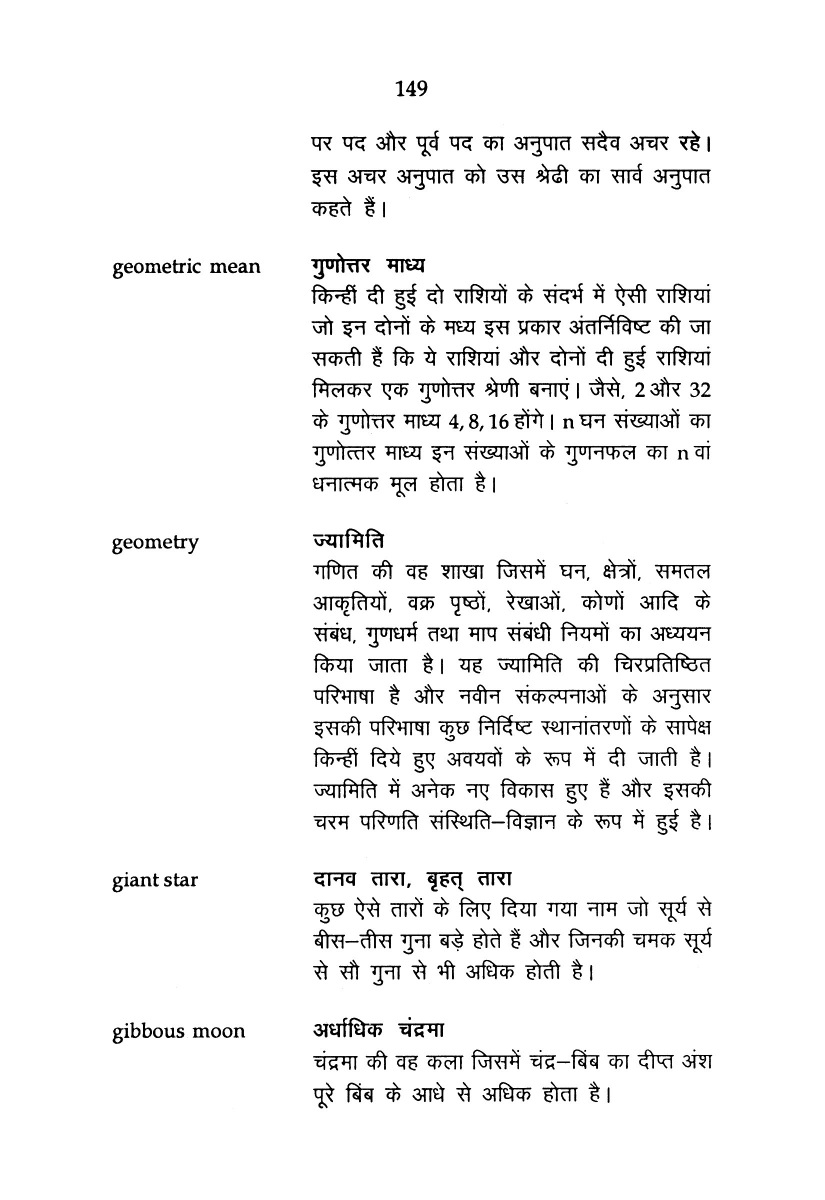 149
पर पद और पूर्व पद का अनुपात सदैव अचर रहे।
इस अचर अनुपात को उस श्रेढी का सार्व अनुपात
कहते हैं।
geometric mean गुणोत्तर माध्य
किन्हीं दी हुई दो राशियों के संदर्भ में ऐसी राशियां
जो इन दोनों के मध्य इस प्रकार अंतर्निविष्ट की जा
सकती हैं कि ये राशियां और दोनों दी हुई राशियां
मिलकर एक गुणोत्तर श्रेणी बनाएं। जैसे, 2 और 32
के गुणोत्तर माध्य 4, 8, 16 होंगे। n घन संख्याओं का
गुणोत्तर माध्य इन संख्याओं के गुणनफल का n वां
धनात्मक मूल होता है।
geometry ज्यामिति
गणित की वह शाखा जिसमें घन, क्षेत्रों, समतल
आकृतियों, वक्र पृष्ठों, रेखाओं, कोणों आदि के
संबंध, गुणधर्म तथा माप संबंधी नियमों का अध्ययन
किया जाता है। यह ज्यामिति की चिरप्रतिष्ठित
परिभाषा है और नवीन संकल्पनाओं के अनुसार
इसकी परिभाषा कुछ निर्दिष्ट स्थानांतरणों के सापेक्ष
किन्हीं दिये हुए अवयवों के रूप में दी जाती है।
ज्यामिति में अनेक नए विकास हुए हैं और इसकी
चरम परिणति संस्थिति–विज्ञान के रूप में हुई है।
giant star दानव तारा, बृहत् तारा
कुछ ऐसे तारों के लिए दिया गया नाम जो सूर्य से
बीस–तीस गुना बड़े होते हैं और जिनकी चमक सूर्य
से सौ गुना से भी अधिक होती है।
gibbous moon अर्धाधिक चंद्रमा
चंद्रमा की वह कला जिसमें चंद्र–बिंब का दीप्त अंश
पूरे बिंब के आधे से अधिक होता है।